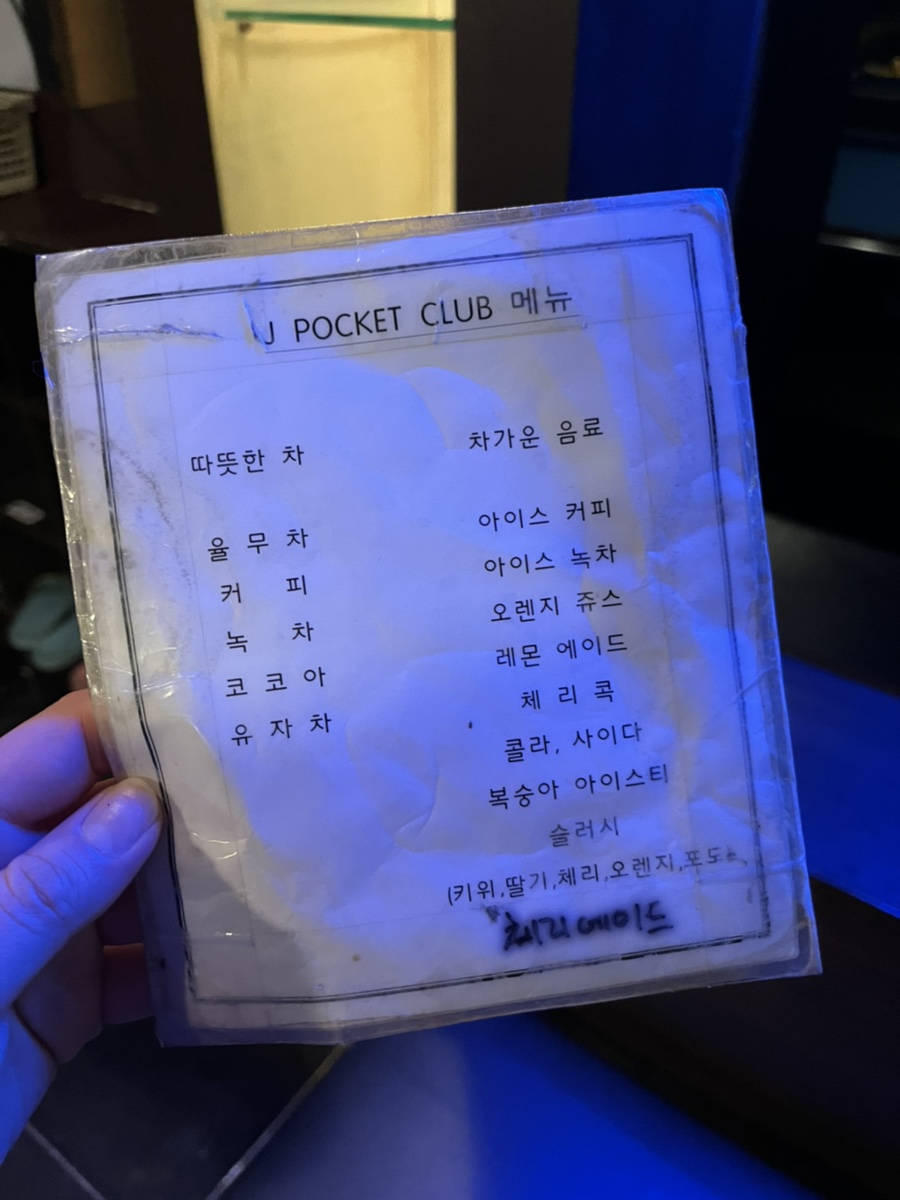 J POCKET CLUB 메뉴
따뜻한 차
율 무 차
커 피
녹 차
코 코 아
유 자 차
차가운 음료
아이스 커피
아이스 녹차
오렌지 쥬스
레몬 에이드
체 리 콕
콜라, 사이다
복숭아 아이스티
슬러시
(키위,딸기,체리,오렌지,포도
체리에이드